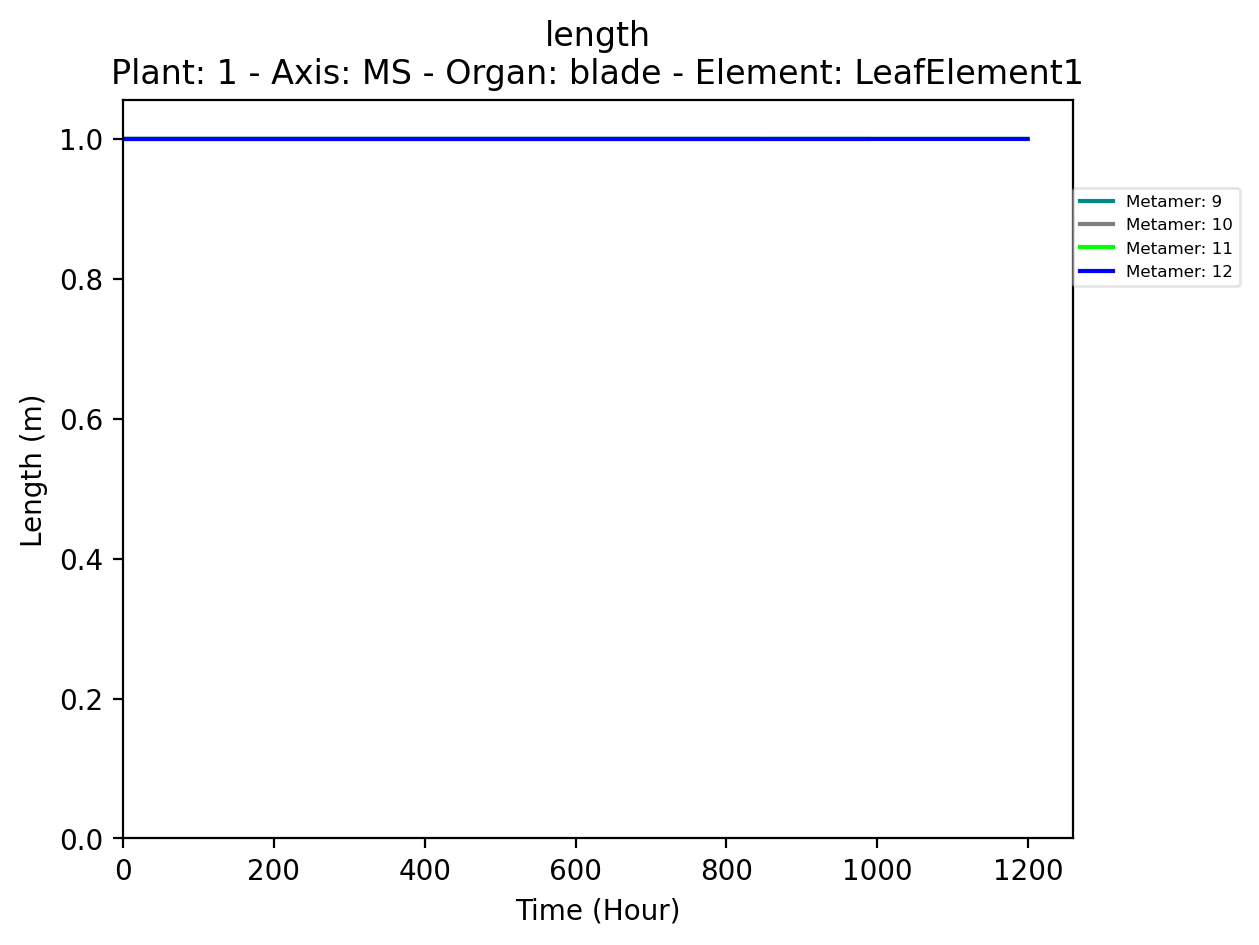 length
Plant: 1 - Axis: MS - Organ: blade - Element: LeafElement1
1.0
0.8
0.6
0.4
0.2
0.0
Length (m)
0 200 400 600 800 1000 1200
Time (Hour)
Metamer: 9
Metamer: 10
Metamer: 11
Metamer: 12